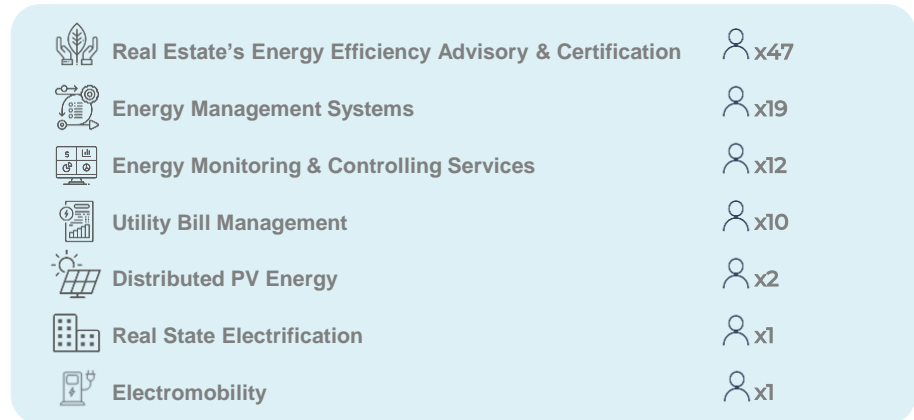 Real Estate's Energy Efficiency Advisory & Certification x47
Energy Management Systems x19
Energy Monitoring & Controlling Services x12
Utility Bill Management x10
Distributed PV Energy x2
Real State Electrification x1
Electromobility x1